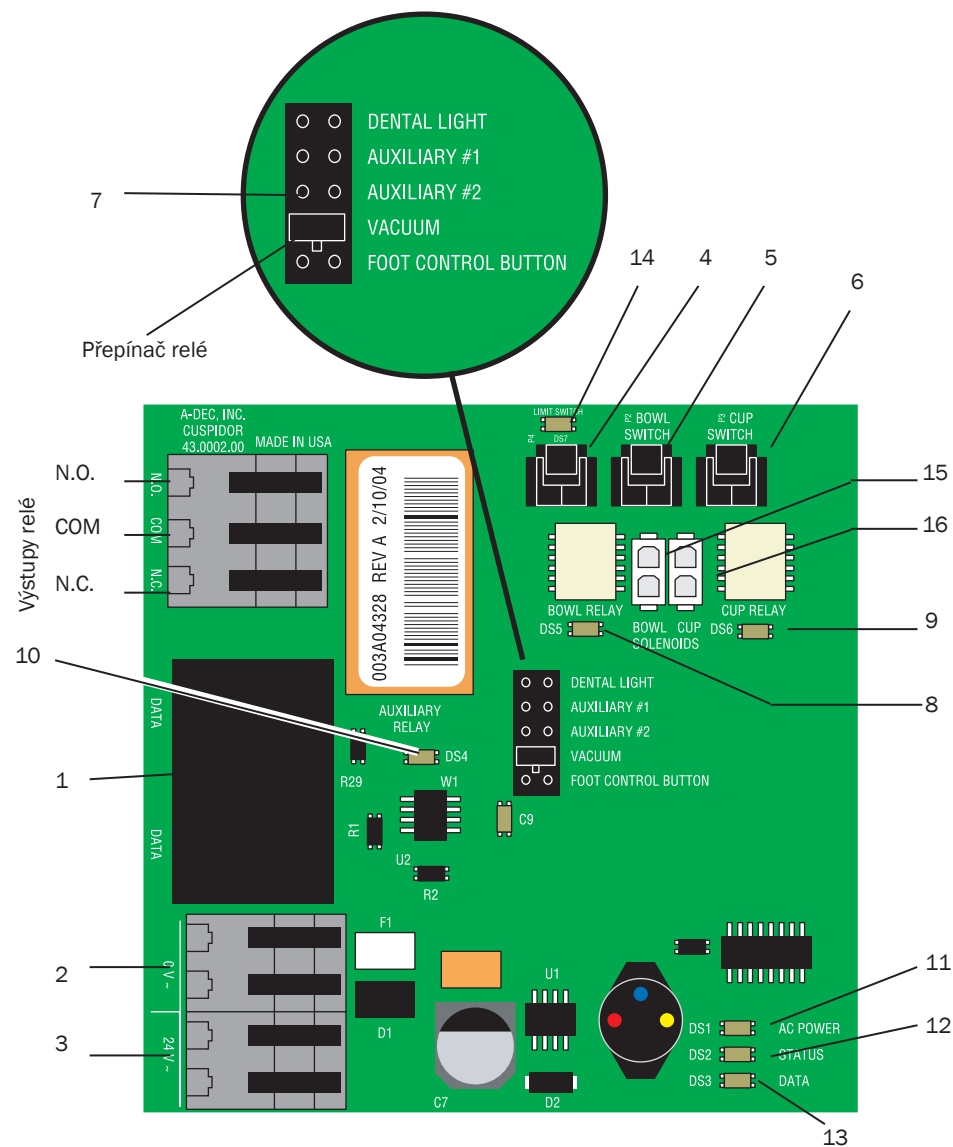 DENTAL LIGHT
AUXILIARY #1
AUXILIARY #2
VACUUM
FOOT CONTROL BUTTON
7
Přepínač relé
14
4
5
6
A-DEC, INC.
CUSPIDOR
43.0002.00
MADE IN USA
LIMIT SWITCH
P4
DS7
P2 BOWL
SWITCH
P3 CUP
SWITCH
Výstupy relé
N.O.
COM
N.C.
N.O.
COM
N.C.
003A04328 REV A 2/10/04
15
16
BOWL RELAY
CUP RELAY
DS5
BOWL
CUP
SOLENOIDS
DS6
9
8
10
AUXILIARY
RELAY
DS4
DENTAL LIGHT
AUXILIARY #1
AUXILIARY #2
VACUUM
FOOT CONTROL BUTTON
DATA
DATA
1
R29
W1
R1
U2
R2
C9
2
3
0 V ~
24 V ~
F1
D1
C7
U1
D2
11
12
13
DS1
AC POWER
DS2
STATUS
DS3
DATA